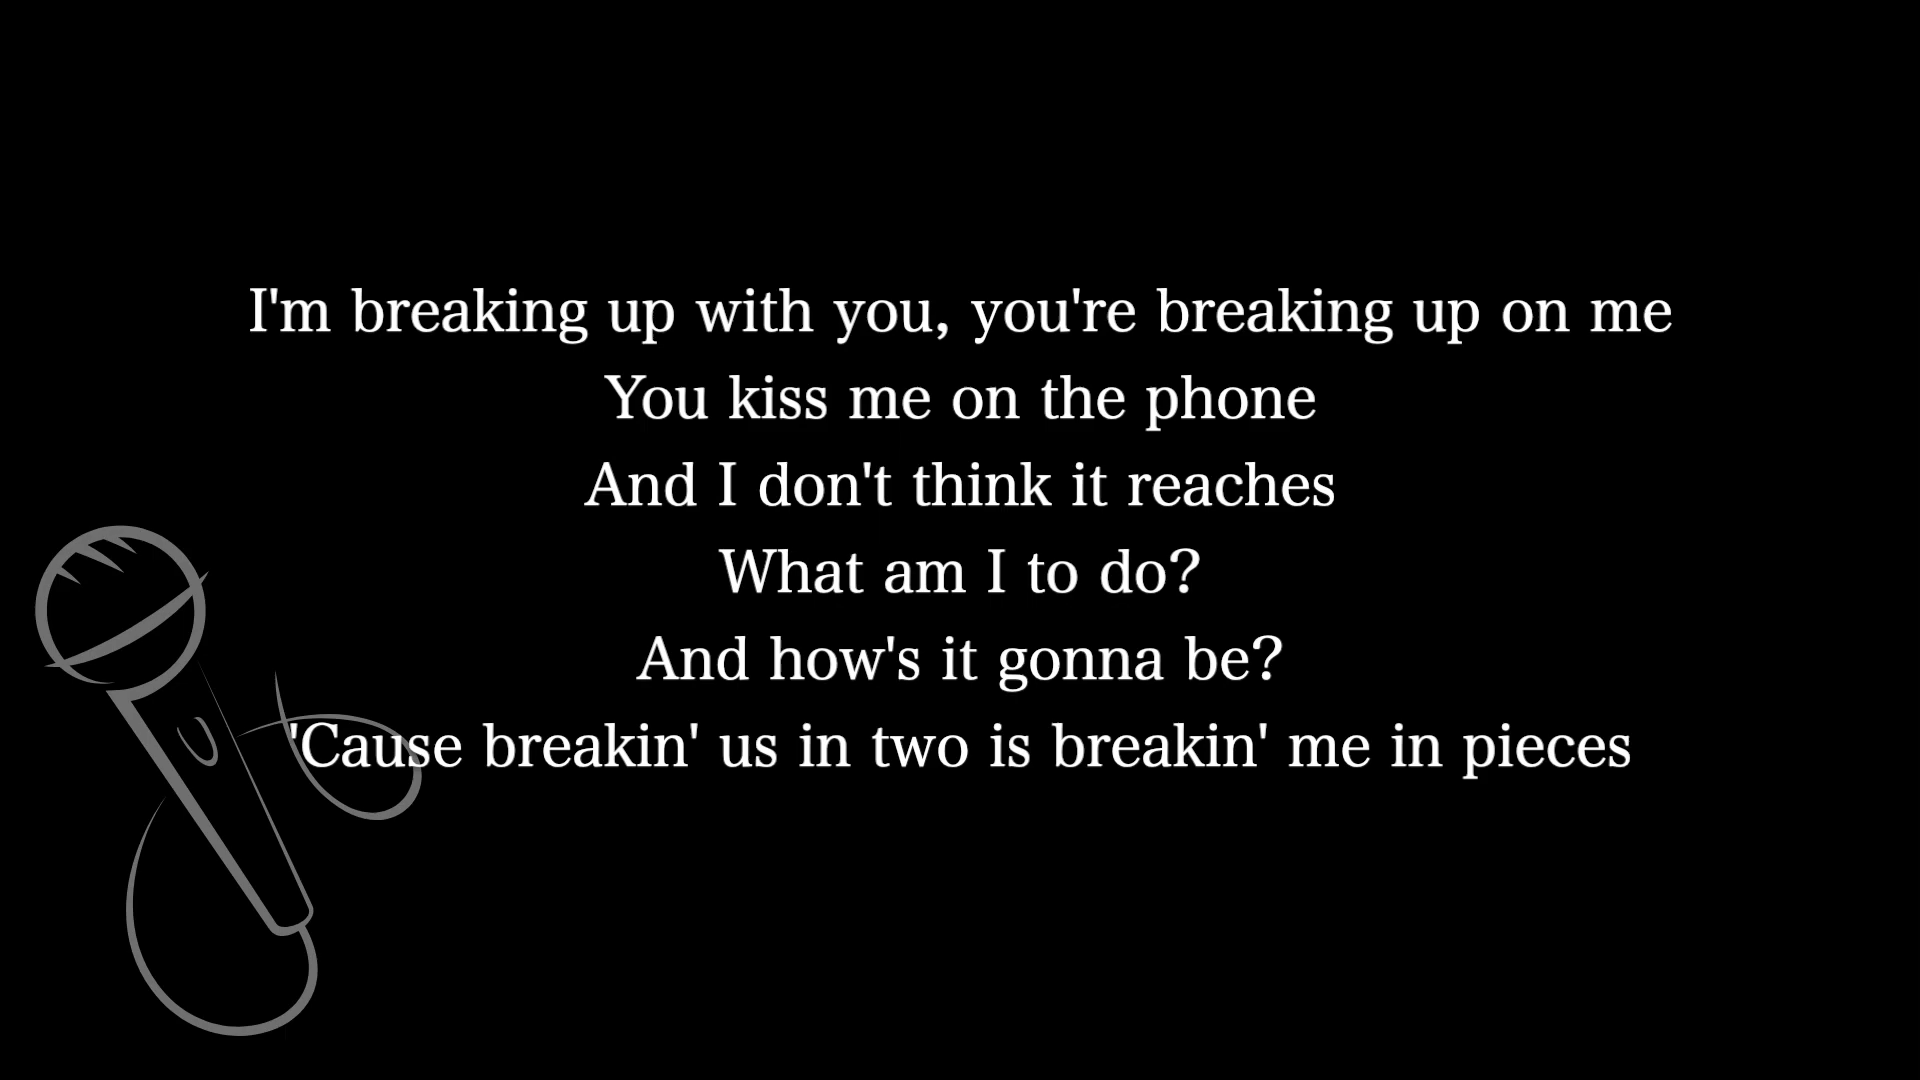 I'm breaking up with you, you're breaking up on me
You kiss me on the phone
And I don't think it reaches
What am I to do?
And how's it gonna be?
'Cause breakin' us in two is breakin' me in pieces